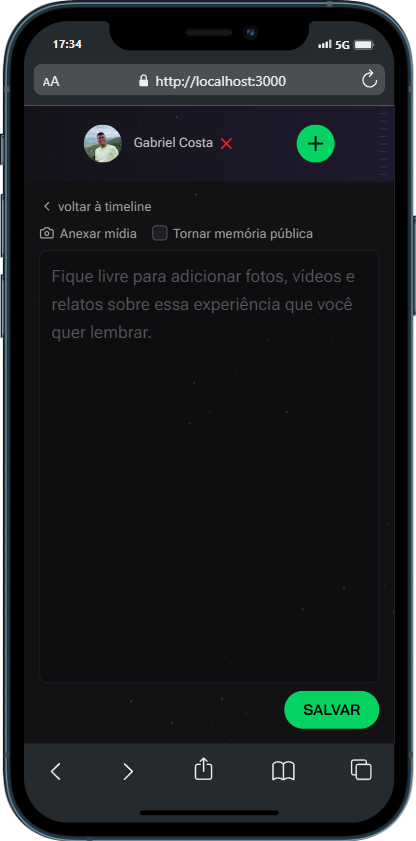 17:34
5G
AA
http://localhost:3000
Gabriel Costa
voltar à timeline
Anexar mídia
Tornar memória pública
Fique livre para adicionar fotos, vídeos e
relatos sobre essa experiência que você
quer lembrar.
SALVAR